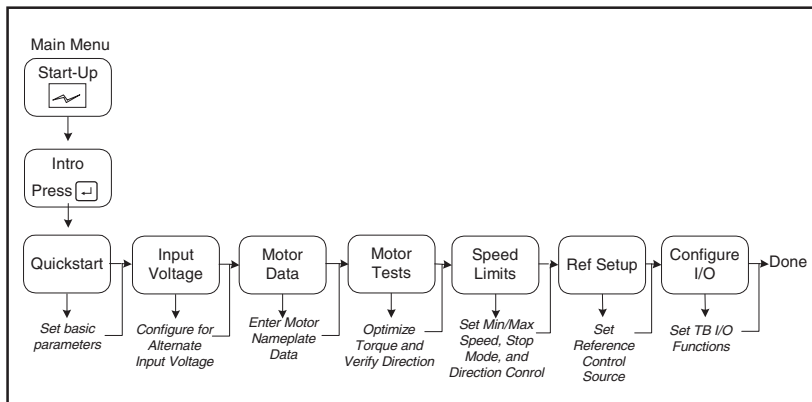 Main Menu
Start-Up
Intro
Press
Quickstart
Set basic
parameters
Input
Voltage
Configure for
Alternate
Input Voltage
Motor
Data
Enter Motor
Nameplate
Data
Motor
Tests
Optimize
Torque and
Verify Direction
Speed
Limits
Set Min/Max
Speed, Stop
Mode, and
Direction Conrol
Ref Setup
Set
Reference
Control
Source
Configure
I/O
Set TB I/O
Functions
Done